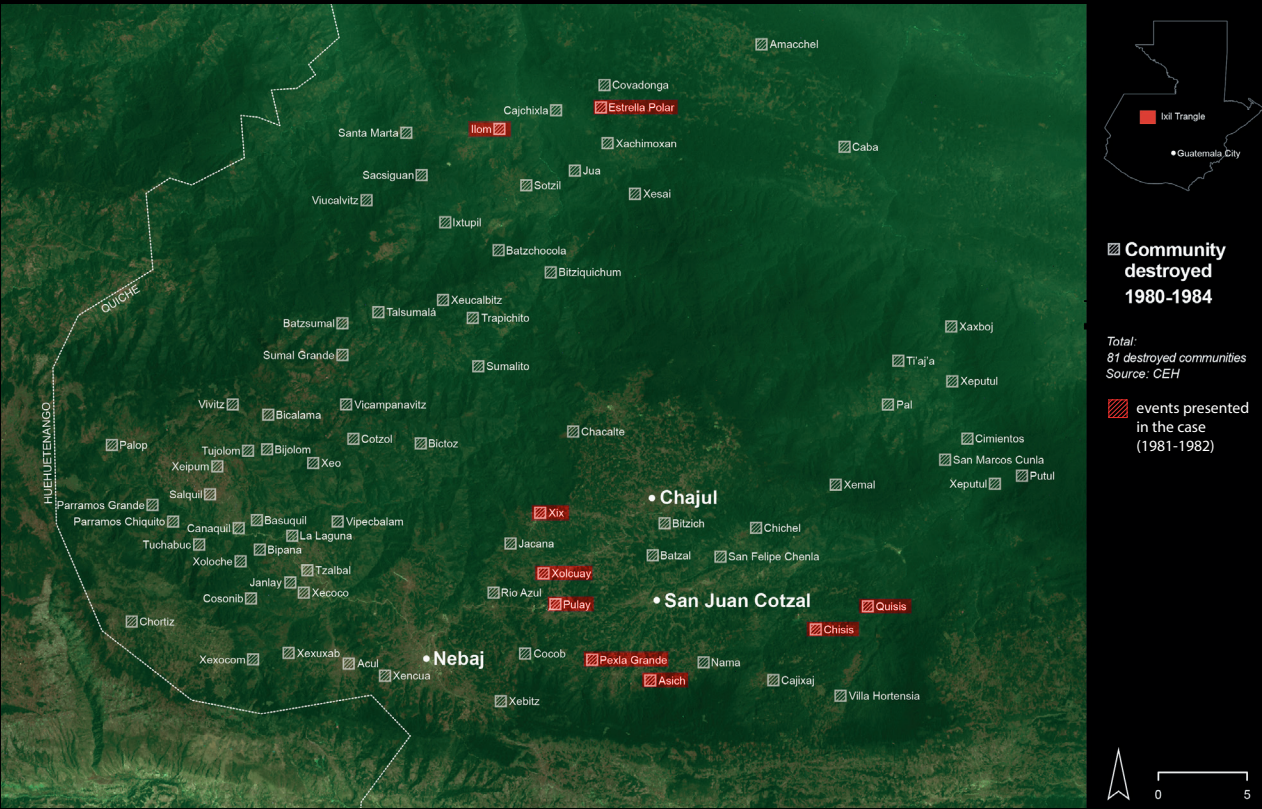 Amacchel
Covadonga
Estrella Polar
Cajchixla
Ilom
Santa Marta
Xachimoxan
Caba
Jua
Sacsiguan
Sotzil
Xesai
Viucalvitz
Ixtupil
Batzchocola
Bitziquichum
QUICHE
Xeucalbitz
Talsumalá
Trapichito
Batzsumal
Xaxboj
Sumal Grande
Ti'aj'a
Sumalito
Xeputul
Vivitz
Vicampanavitz
Pal
Bicalama
HUEHUETENANGO
Chacalte
Cotzol
Cimientos
Palop
Bictoz
Tujolom
Bijolom
San Marcos Cunla
Xeipum
Xeo
Putul
Xemal
Xeputul
Salquil
Chajul
Parramos Grande
Xix
Parramos Chiquito
Basuquil
Vipecbalam
Bitzich
Canaquil
Chichel
La Laguna
Tuchabuc
Jacana
Bipana
Batzal
San Felipe Chenla
Xoloche
Tzalbal
Xolcuay
Janlay
Xecoco
Rio Azul
Cosonib
San Juan Cotzal
Pulay
Quisis
Chortiz
Chisis
Xexuxab
Cocob
Nebaj
Xexocom
Acul
Pexla Grande
Nama
Xencua
Asich
Cajixaj
Villa Hortensia
Xebitz
Ixil Trangle
Guatemala City
Community
destroyed
1980-1984
Total:
81 destroyed communities
Source: CEH
events presented
in the case
(1981-1982)
0 5